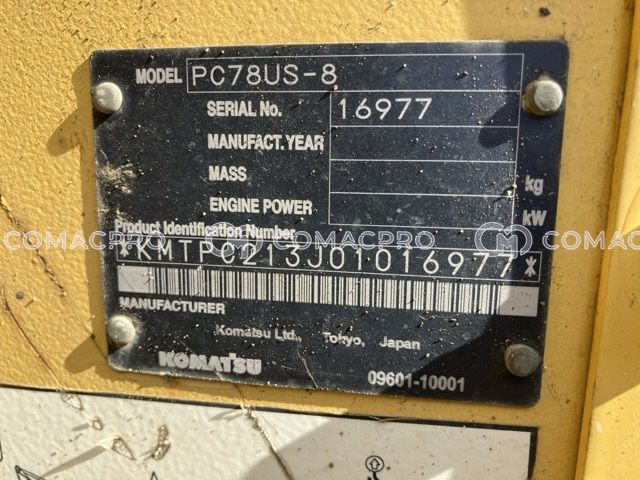 MODEL PC78US-8
SERIAL No. 16977
MANUFACT.YEAR
MASS kg
ENGINE POWER kW
Product Identification Number
COMACPRO COMACPRO COMACPRO
*KMTPC213J01016977*
MANUFACTURER
Komatsu Ltd., Tokyo, Japan
KOMATSU 09601-10001